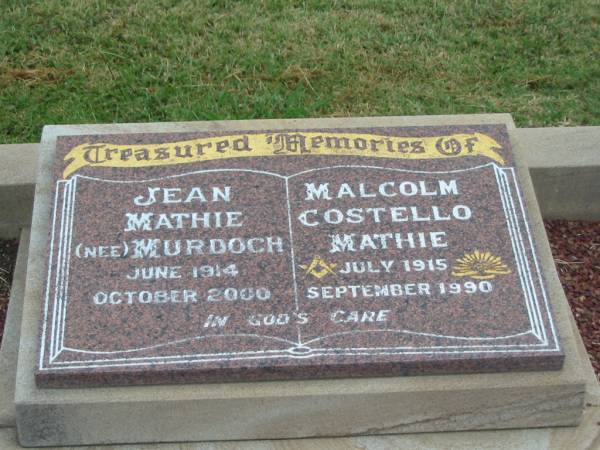 Treasured Memories Of
JEAN
MATHIE
(NEE) MURDOCH
JUNE 1914
OCTOBER 2000
MALCOLM
COSTELLO
MATHIE
JULY 1915
SEPTEMBER 1990
IN GOD'S CARE